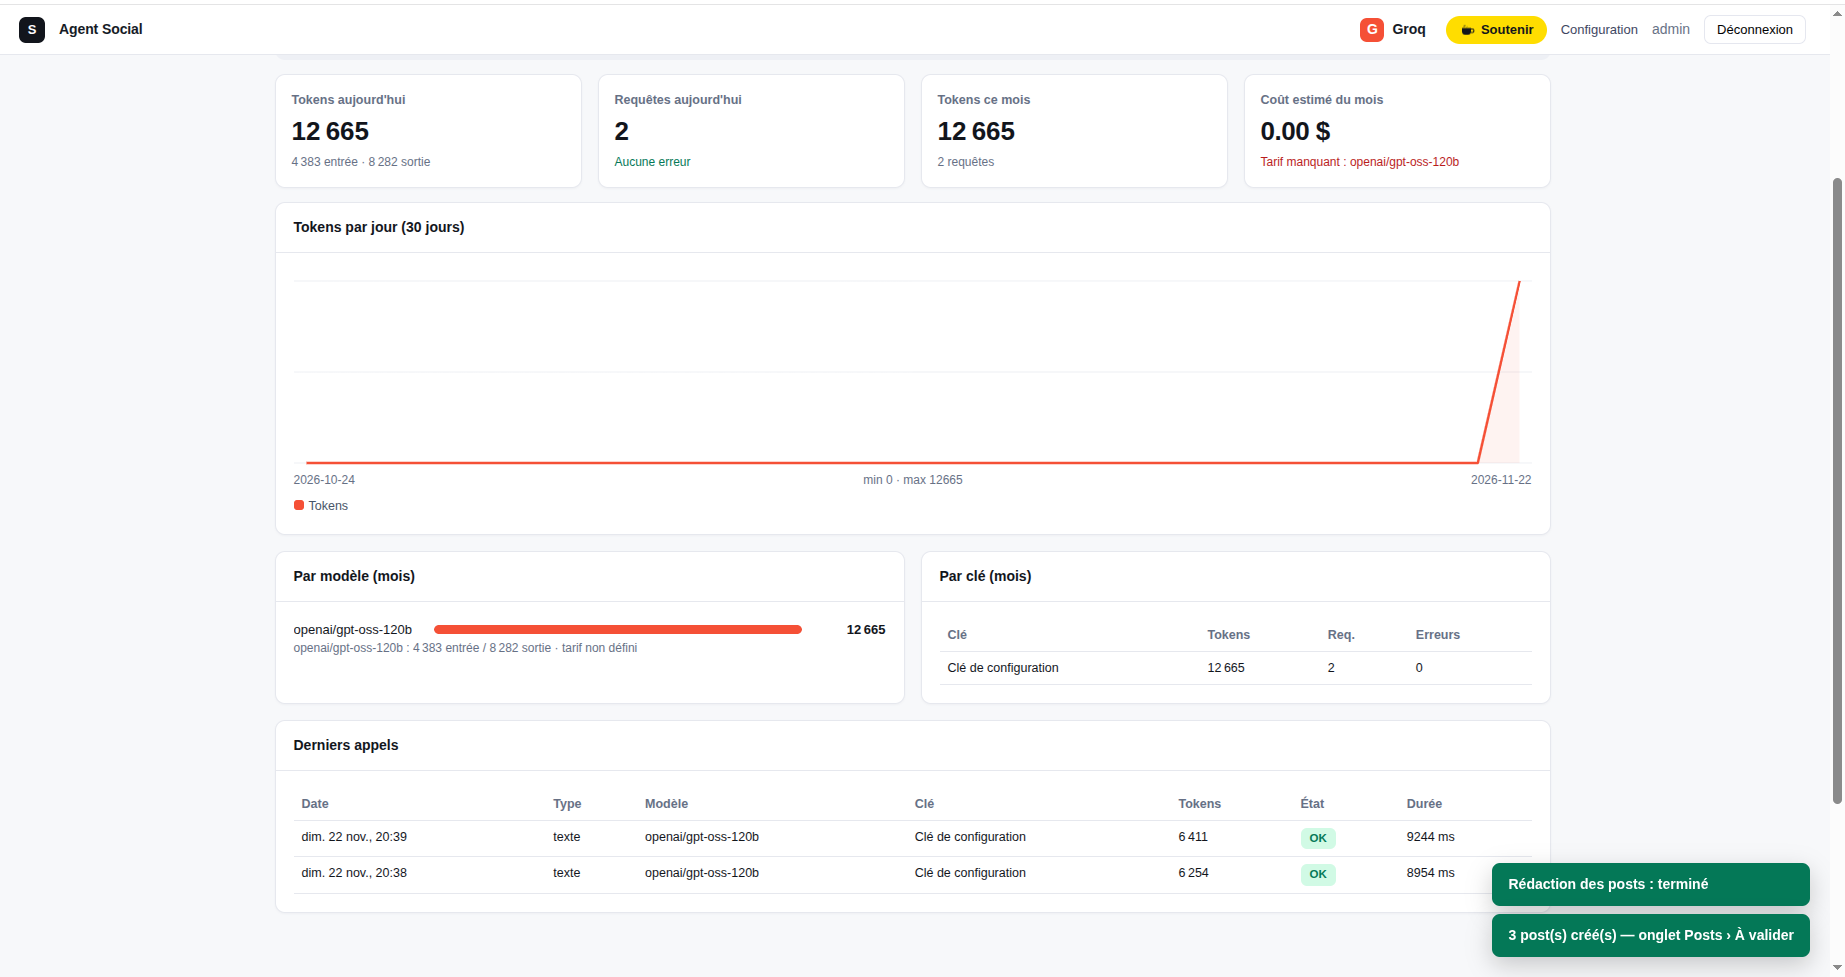 S Agent Social G Groq Soutenir Configuration admin Déconnexion
Tokens aujourd'hui Requêtes aujourd'hui Tokens ce mois Coût estimé du mois
12 665 2 12 665 0.00 $
4 383 entrée · 8 282 sortie Aucune erreur 2 requêtes Tarif manquant : openai/gpt-oss-120b
Tokens par jour (30 jours)
2026-10-24 min 0 · max 12665 2026-11-22
Tokens
Par modèle (mois) Par clé (mois)
openai/gpt-oss-120b 12 665
openai/gpt-oss-120b : 4 383 entrée / 8 282 sortie · tarif non défini
Clé Tokens Req. Erreurs
Clé de configuration 12 665 2 0
Derniers appels
Date Type Modèle Clé Tokens État Durée
dim. 22 nov., 20:39 texte openai/gpt-oss-120b Clé de configuration 6 411 OK 9244 ms
dim. 22 nov., 20:38 texte openai/gpt-oss-120b Clé de configuration 6 254 OK 8954 ms
Rédaction des posts : terminé
3 post(s) créé(s) — onglet Posts › À valider